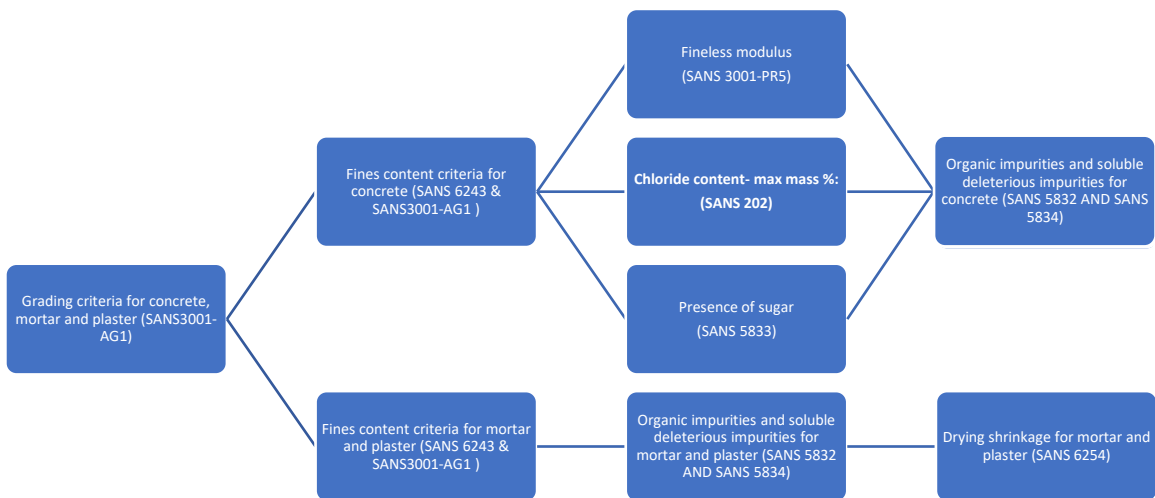 Fineless modulus
(SANS 3001-PR5)
Fines content criteria for
concrete (SANS 6243 &
SANS3001-AG1 )
Chloride content- max mass %:
(SANS 202)
Organic impurities and soluble
deleterious impurities for
concrete (SANS 5832 AND SANS
5834)
Grading criteria for concrete,
mortar and plaster (SANS3001-
AG1)
Presence of sugar
(SANS 5833)
Fines content criteria for mortar
and plaster (SANS 6243 &
SANS3001-AG1 )
Organic impurities and soluble
deleterious impurities for
mortar and plaster (SANS 5832
AND SANS 5834)
Drying shrinkage for mortar and
plaster (SANS 6254)